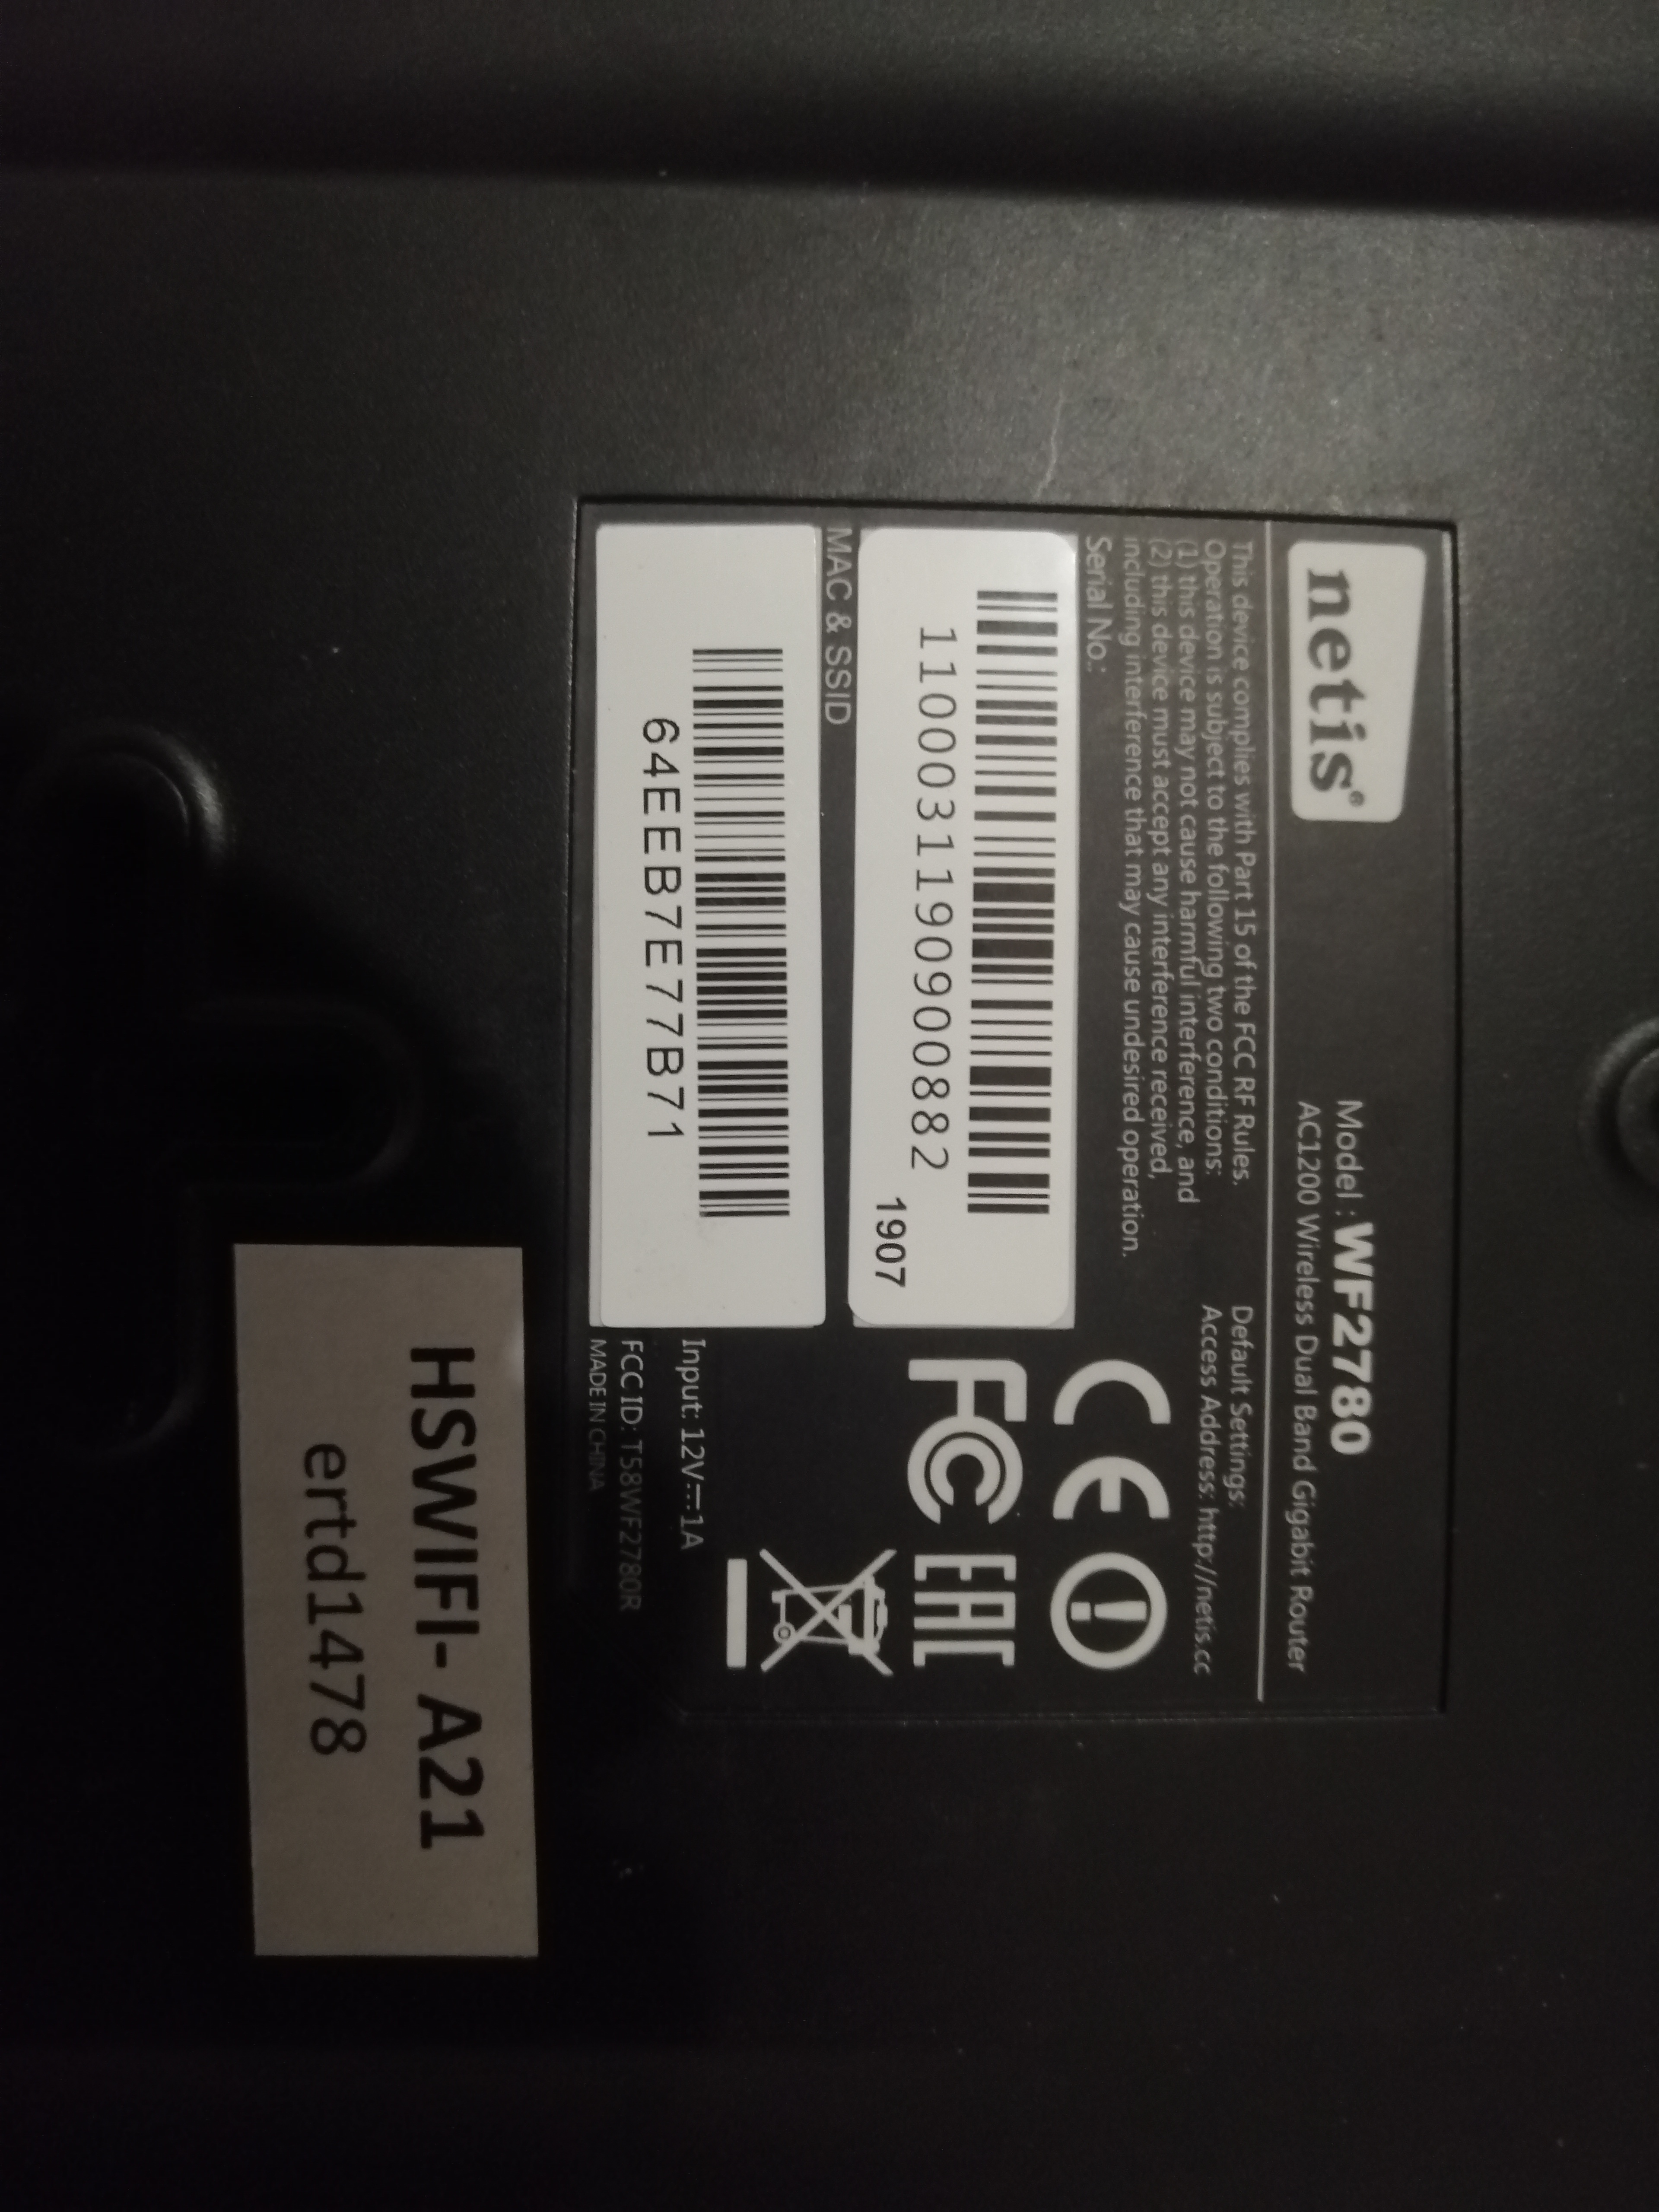 netis®
Model : WF2780
AC1200 Wireless Dual Band Gigabit Router
This device complies with Part 15 of the FCC RF Rules.
Operation is subject to the following two conditions:
(1) this device may not cause harmful interference, and
(2) this device must accept any interference received,
including interference that may cause undesired operation.
Default Settings:
Access Address: http://netis.cc
Serial No.:
1100031190900882
1907
MAC & SSID
64EEB7E77B71
CE
FC EAC
Input: 12V⎓1A
FCC ID: T58WF2780R
MADE IN CHINA
HSWIFI- A21
ertd1478